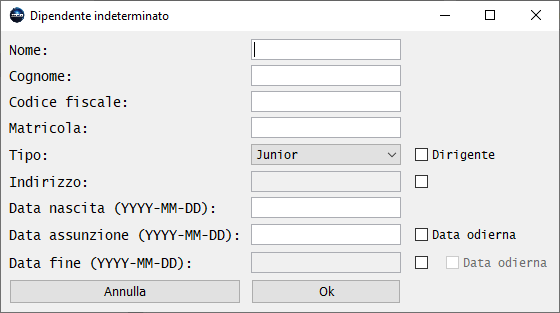 Dipendente indeterminato
Nome:
Cognome:
Codice fiscale:
Matricola:
Tipo: Junior Dirigente
Indirizzo:
Data nascita (YYYY-MM-DD):
Data assunzione (YYYY-MM-DD): Data odierna
Data fine (YYYY-MM-DD): Data odierna
Annulla Ok